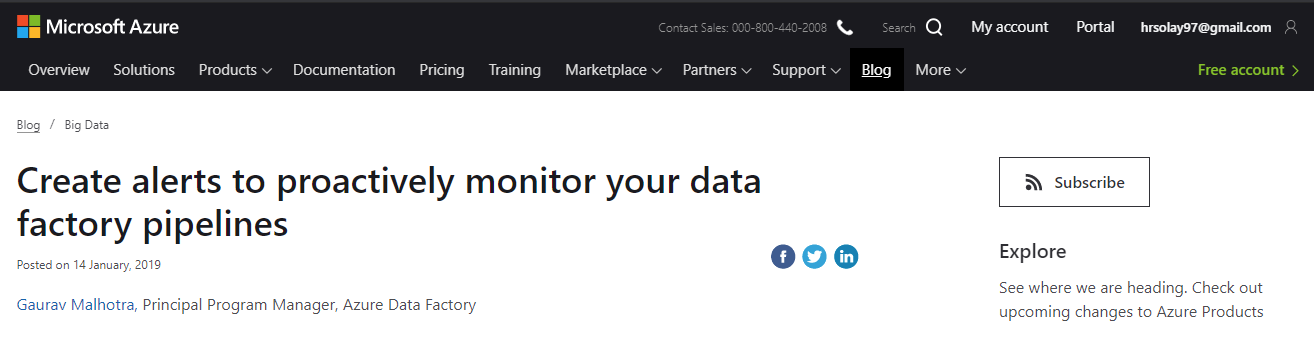 Microsoft Azure
Contact Sales: 000-800-440-2008 Search My account Portal hrsolay97@gmail.com
Overview Solutions Products Documentation Pricing Training Marketplace Partners Support Blog More Free account
Blog / Big Data
Create alerts to proactively monitor your data
factory pipelines
Posted on 14 January, 2019
Gaurav Malhotra, Principal Program Manager, Azure Data Factory
Subscribe
Explore
See where we are heading. Check out
upcoming changes to Azure Products